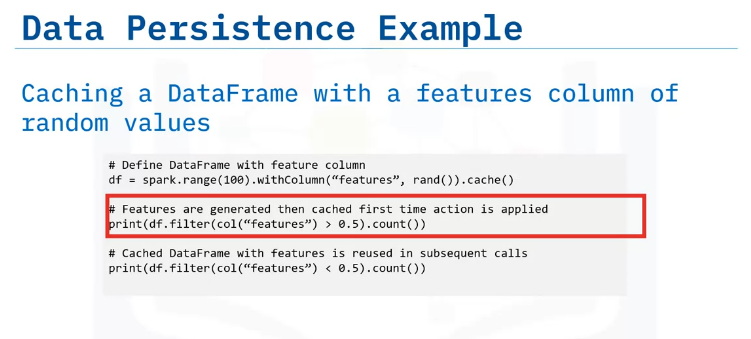 Data Persistence Example
Caching a DataFrame with a features column of
random values
# Define DataFrame with feature column
df = spark.range(100).withColumn(“features”, rand()).cache()
# Features are generated then cached first time action is applied
print(df.filter(col(“features”) > 0.5).count())
# Cached DataFrame with features is reused in subsequent calls
print(df.filter(col(“features”) < 0.5).count())